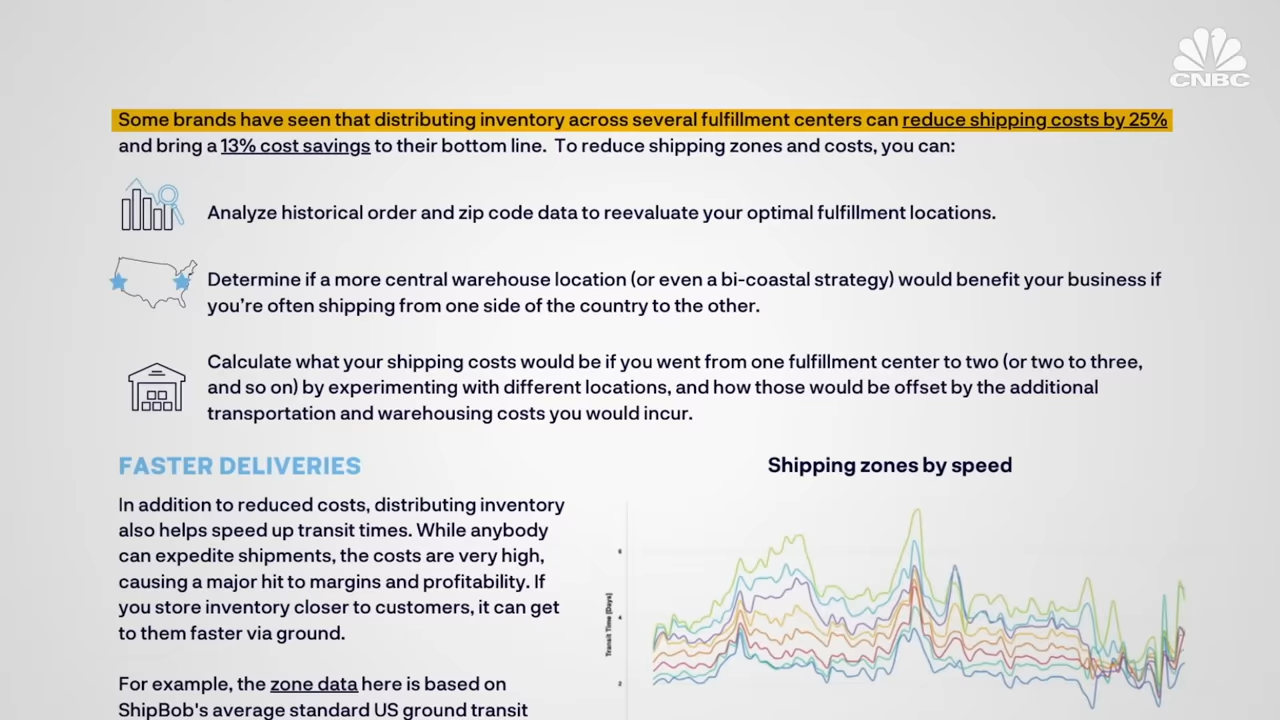 CNBC
Some brands have seen that distributing inventory across several fulfillment centers can reduce shipping costs by 25%
and bring a 13% cost savings to their bottom line. To reduce shipping zones and costs, you can:
Analyze historical order and zip code data to reevaluate your optimal fulfillment locations.
Determine if a more central warehouse location (or even a bi-coastal strategy) would benefit your business if
you're often shipping from one side of the country to the other.
Calculate what your shipping costs would be if you went from one fulfillment center to two (or two to three,
and so on) by experimenting with different locations, and how those would be offset by the additional
transportation and warehousing costs you would incur.
FASTER DELIVERIES
In addition to reduced costs, distributing inventory
also helps speed up transit times. While anybody
can expedite shipments, the costs are very high,
causing a major hit to margins and profitability. If
you store inventory closer to customers, it can get
to them faster via ground.
For example, the zone data here is based on
ShipBob's average standard US ground transit
Shipping zones by speed
6
4
2
Transit Time [Days]